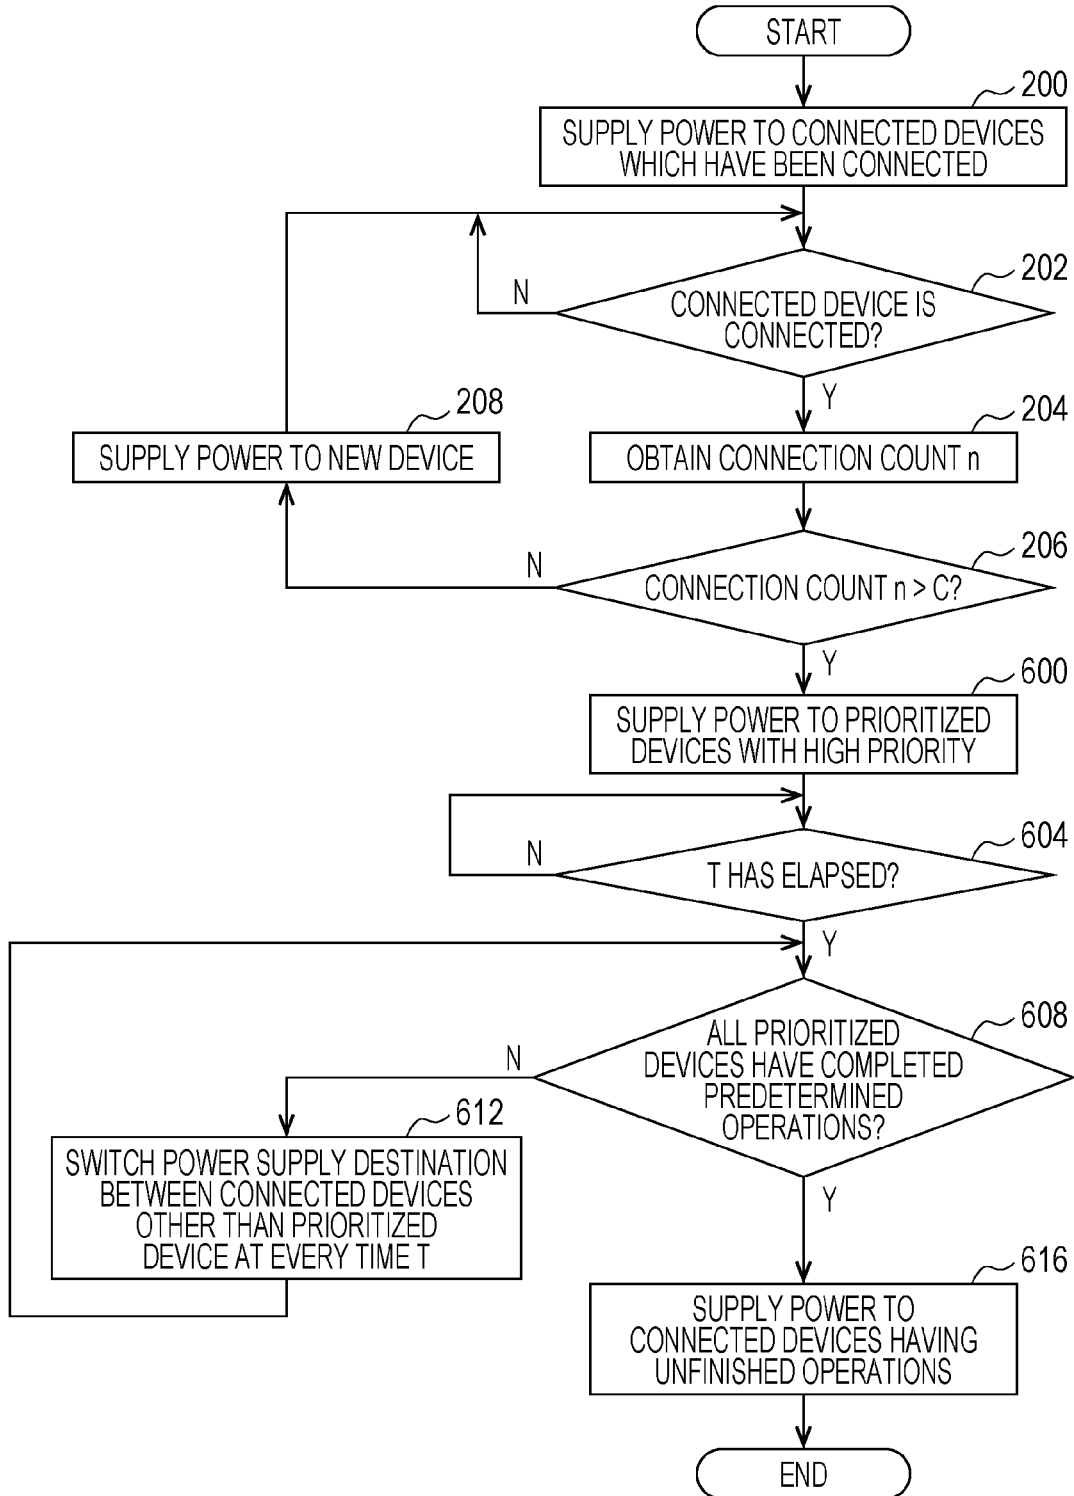 START
200
SUPPLY POWER TO CONNECTED DEVICES
WHICH HAVE BEEN CONNECTED
202
N
CONNECTED DEVICE IS
CONNECTED?
Y
208
204
SUPPLY POWER TO NEW DEVICE
OBTAIN CONNECTION COUNT n
206
N
CONNECTION COUNT n > C?
Y
600
SUPPLY POWER TO PRIORITIZED
DEVICES WITH HIGH PRIORITY
604
N
T HAS ELAPSED?
Y
608
ALL PRIORITIZED
DEVICES HAVE COMPLETED
PREDETERMINED
OPERATIONS?
N
612
SWITCH POWER SUPPLY DESTINATION
BETWEEN CONNECTED DEVICES
OTHER THAN PRIORITIZED
DEVICE AT EVERY TIME T
Y
616
SUPPLY POWER TO
CONNECTED DEVICES HAVING
UNFINISHED OPERATIONS
END